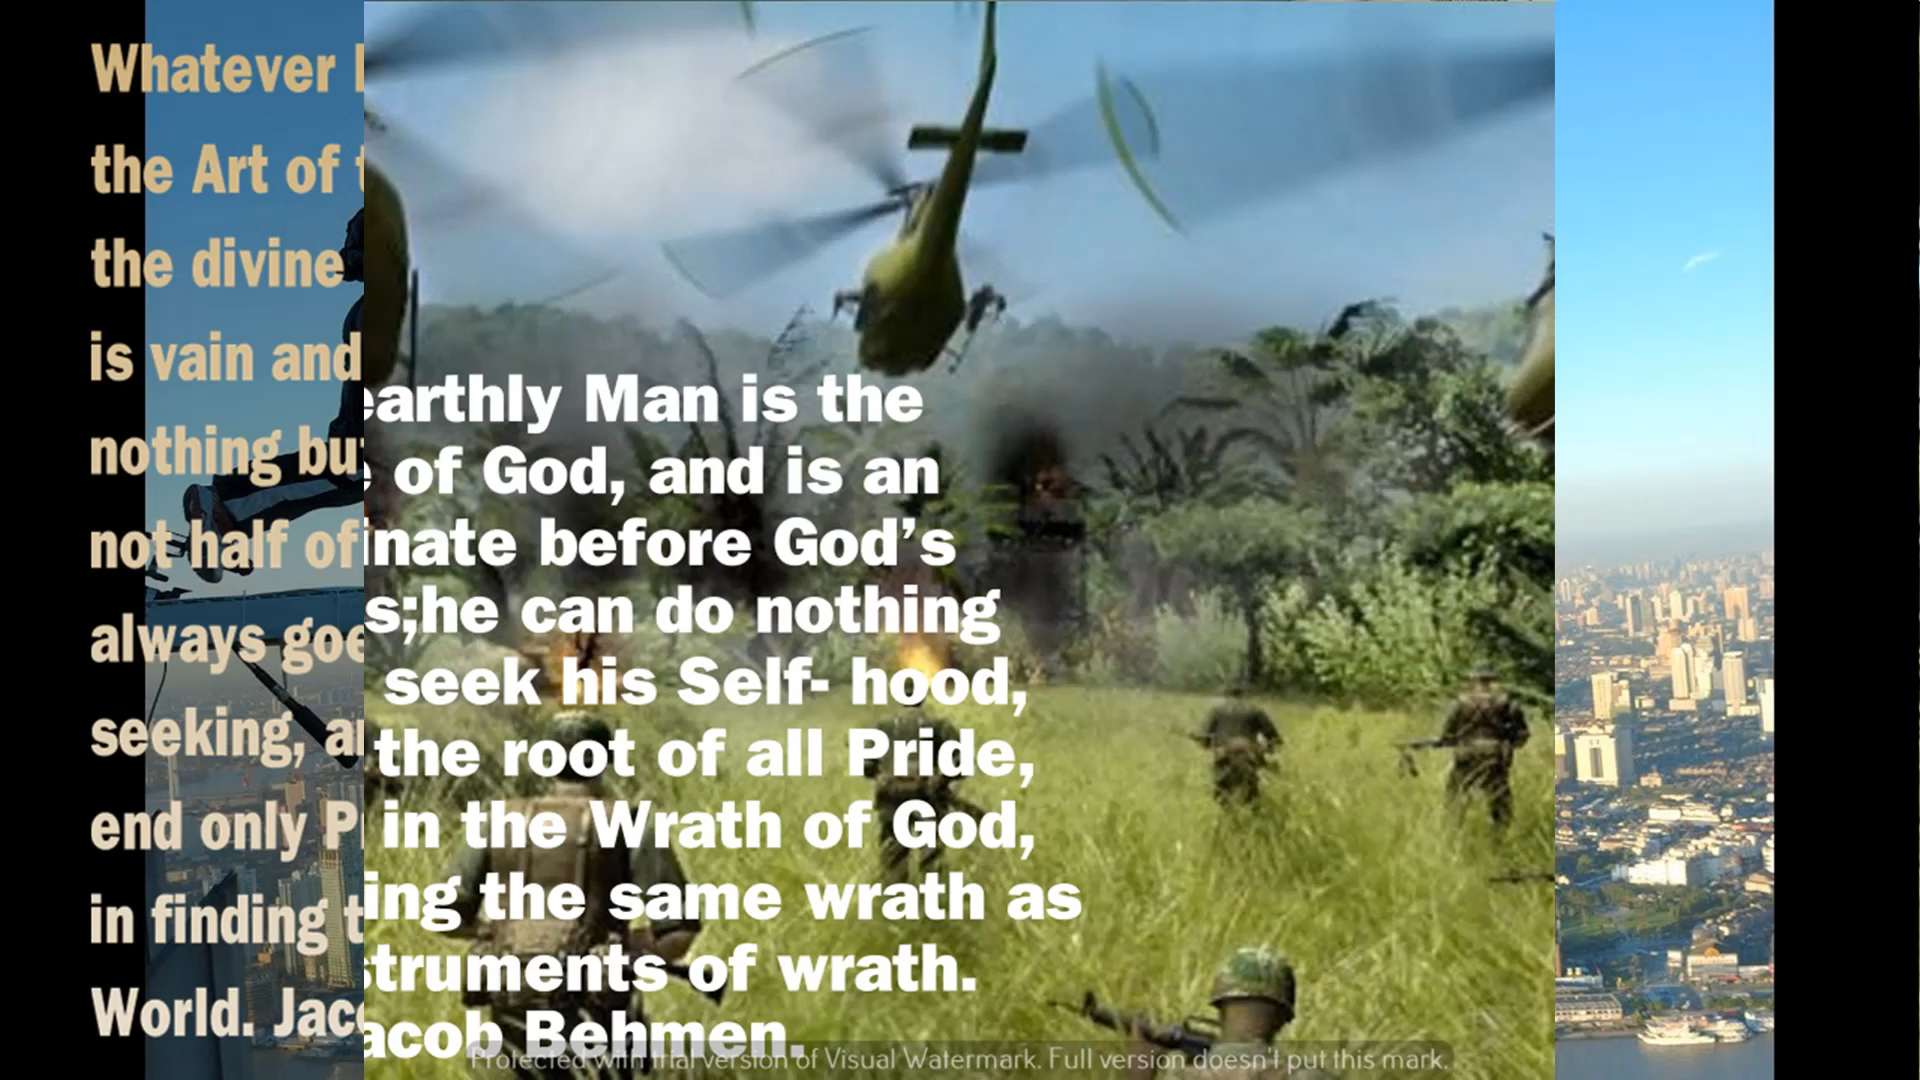 Whatever
the Art of
the divine
is vain and
nothing but
not half of
always goe
seeking, a
end only P
in finding t
World. Jaco
earthly Man is the
of God, and is an
inate before God's
s;he can do nothing
seek his Self- hood,
the root of all Pride,
in the Wrath of God,
ing the same wrath as
struments of wrath.
acob Behmen.
Protected with trial version of Visual Watermark. Full version doesn't put this mark.